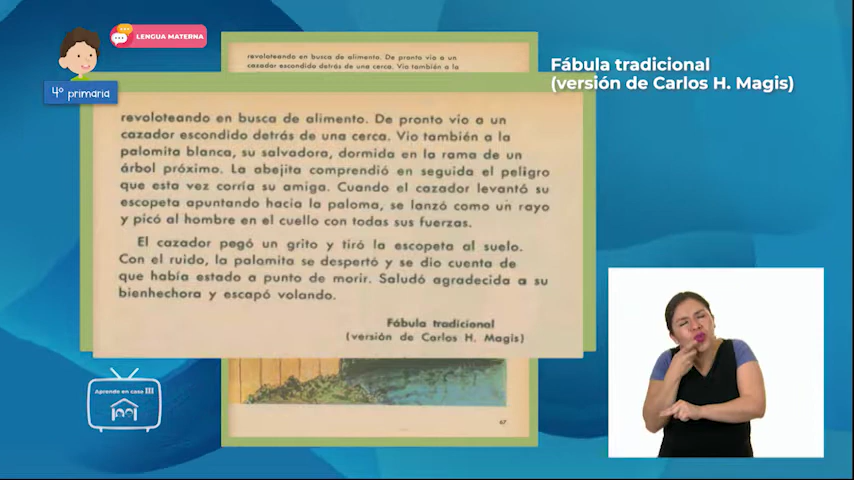 LENGUA MATERNA
4° primaria
revoloteando en busca de alimento. De pronto vio a un
cazador escondido detrás de una cerca. Vio también a la
Fábula tradicional
(versión de Carlos H. Magis)
revoloteando en busca de alimento. De pronto vio a un
cazador escondido detrás de una cerca. Vio también a la
palomita blanca, su salvadora, dormida en la rama de un
árbol próximo. La abejita comprendió en seguida el peligro
que esta vez corría su amiga. Cuando el cazador levantó su
escopeta apuntando hacia la paloma, se lanzó como un rayo
y picó al hombre en el cuello con todas sus fuerzas.
El cazador pegó un grito y tiró la escopeta al suelo.
Con el ruido, la palomita se despertó y se dio cuenta de
que había estado a punto de morir. Saludó agradecida a su
bienhechora y escapó volando.
Fábula tradicional
(versión de Carlos H. Magis)
Aprende en casa III
67